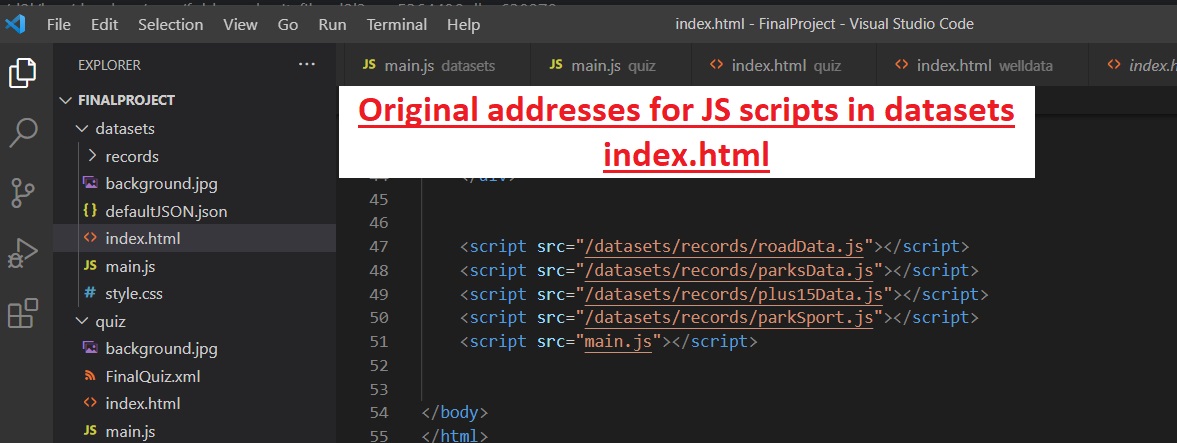 File Edit Selection View Go Run Terminal Help index.html - FinalProject - Visual Studio Code
EXPLORER ···
JS main.js datasets JS main.js quiz <> index.html quiz <> index.html welldata <> index.h
FINALPROJECT
datasets
records
background.jpg
{} defaultJSON.json
<> index.html
JS main.js
# style.css
quiz
background.jpg
FinalQuiz.xml
<> index.html
JS main.js
Original addresses for JS scripts in datasets
index.html
45
46
47 <script src="/datasets/records/roadData.js"></script>
48 <script src="/datasets/records/parksData.js"></script>
49 <script src="/datasets/records/plus15Data.js"></script>
50 <script src="/datasets/records/parkSport.js"></script>
51 <script src="main.js"></script>
52
53
54 </body>
55 </html>